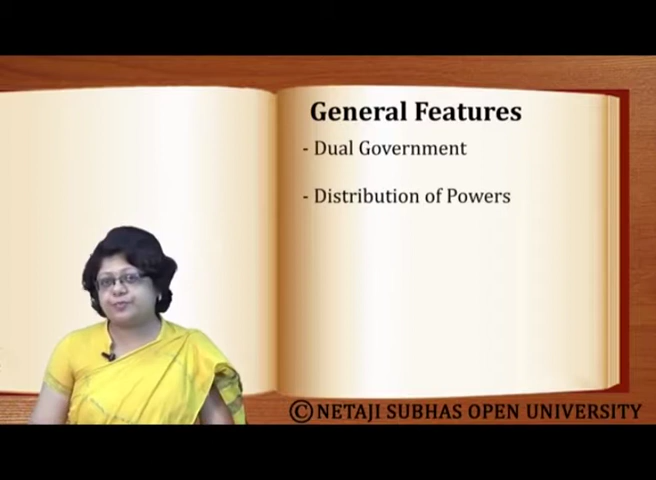 General Features
- Dual Government
- Distribution of Powers
© NETAJI SUBHAS OPEN UNIVERSITY